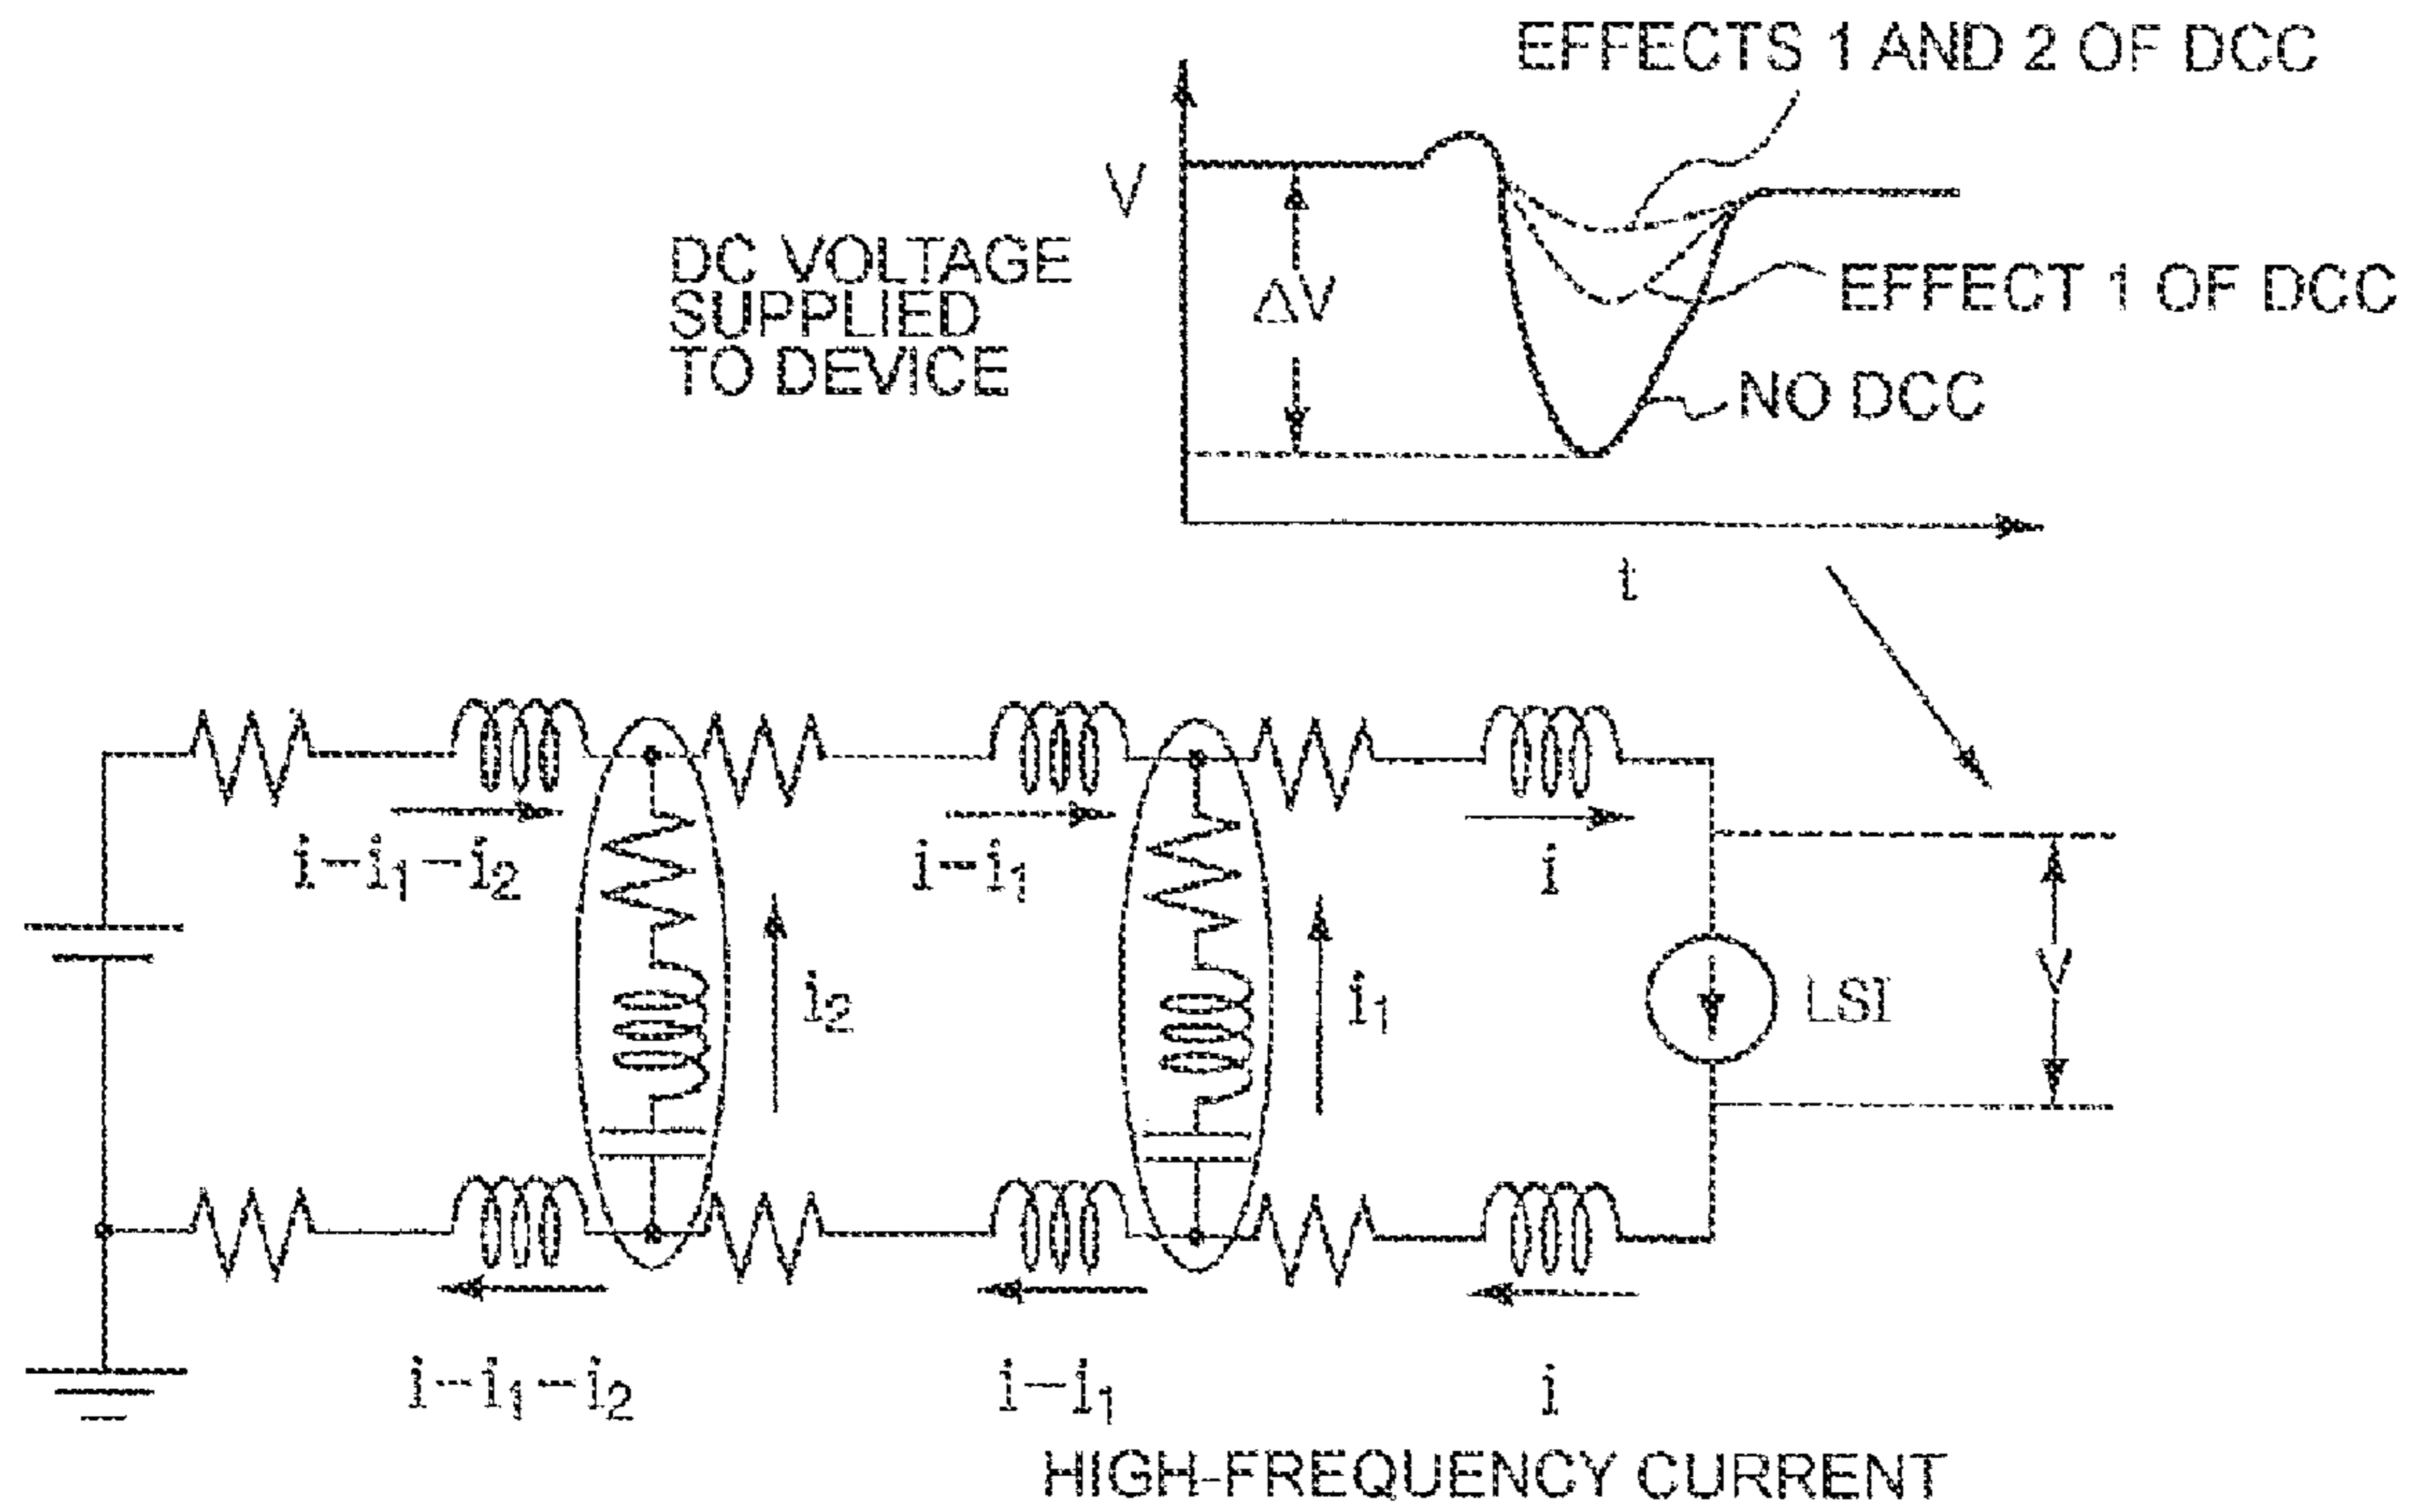 EFFECTS 1 AND 2 OF DCC
V
DC VOLTAGE
SUPPLIED
TO DEVICE
ΔV
EFFECT 1 OF DCC
NO DCC
t
i-i1-i2
i-i1
i
i2
i1
LSI
V
i-i1-i2
i-i1
i
HIGH-FREQUENCY CURRENT